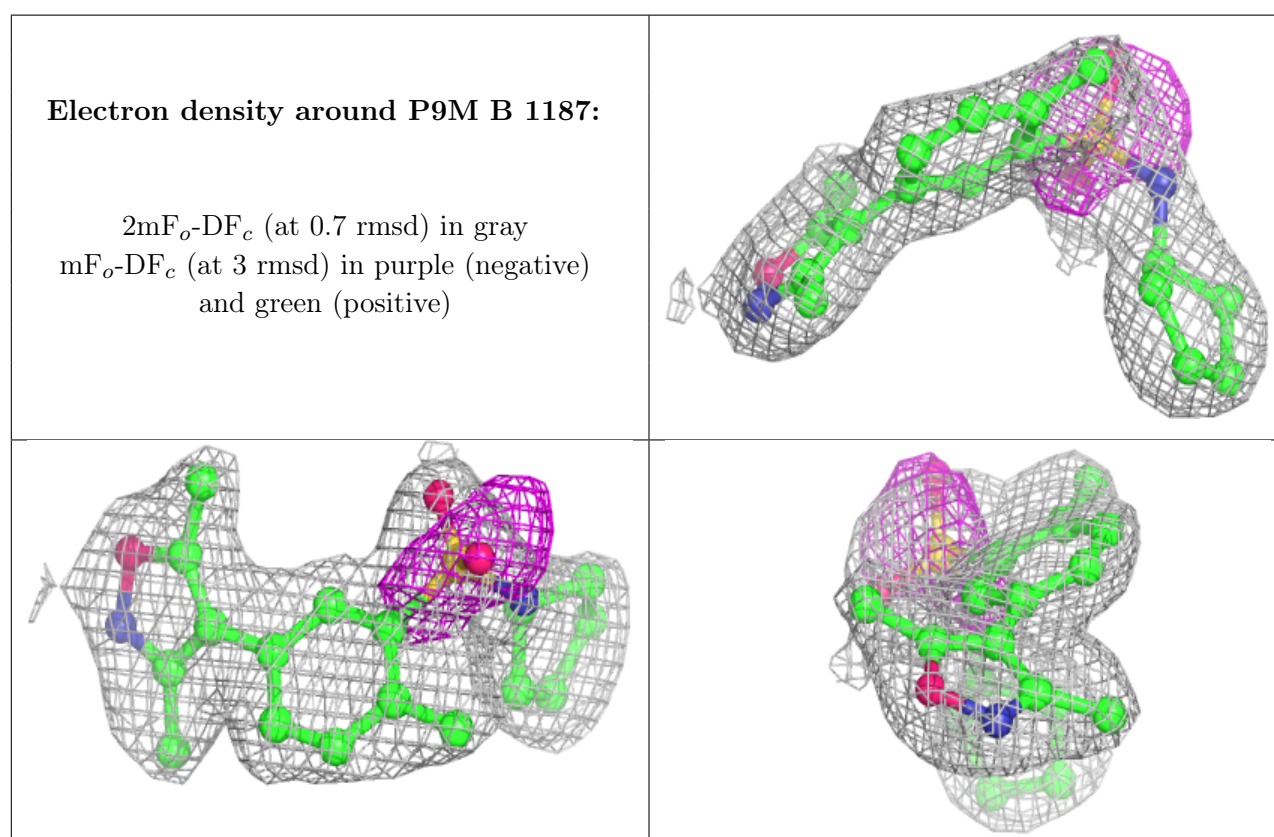 Electron density around P9M B 1187:
2mFo-DFc (at 0.7 rmsd) in gray
mFo-DFc (at 3 rmsd) in purple (negative)
and green (positive)